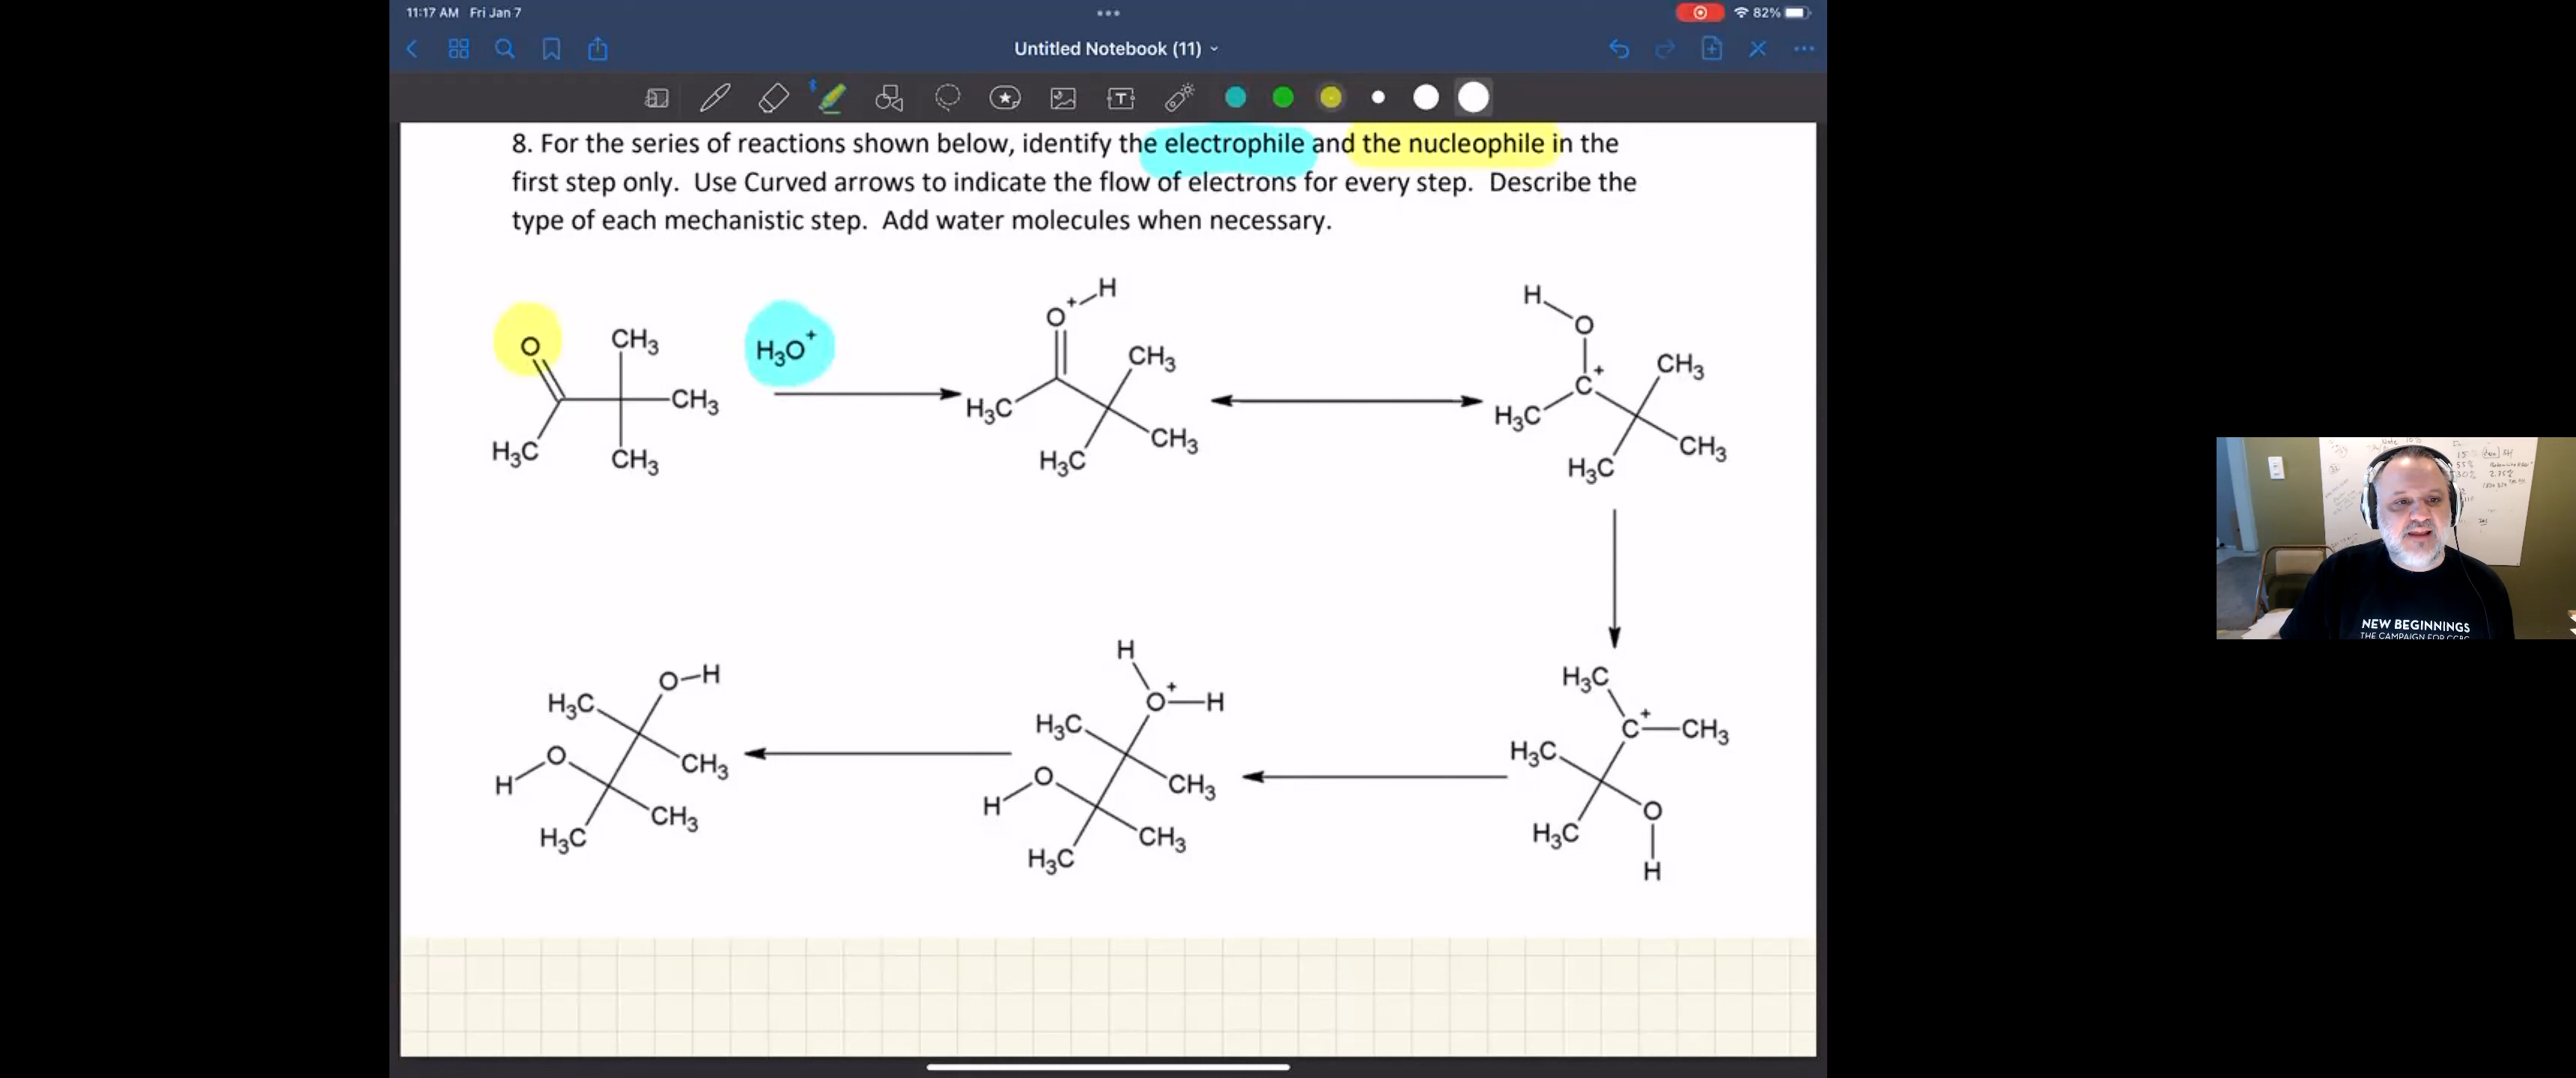 11:17 AM Fri Jan 7
82%
Untitled Notebook (11)
8. For the series of reactions shown below, identify the electrophile and the nucleophile in the
first step only. Use Curved arrows to indicate the flow of electrons for every step. Describe the
type of each mechanistic step. Add water molecules when necessary.
O
CH3
CH3
CH3
H3C
H3O+
O+
H
CH3
CH3
H3C
H3C
H
O
C+
CH3
CH3
H3C
H3C
H3C
C+
CH3
H3C
H3C
O
H
H
O+
H
H3C
CH3
O
H
CH3
H3C
O
H
H3C
CH3
O
H
CH3
H3C
NEW BEGINNINGS
THE CAMPAIGN FOR